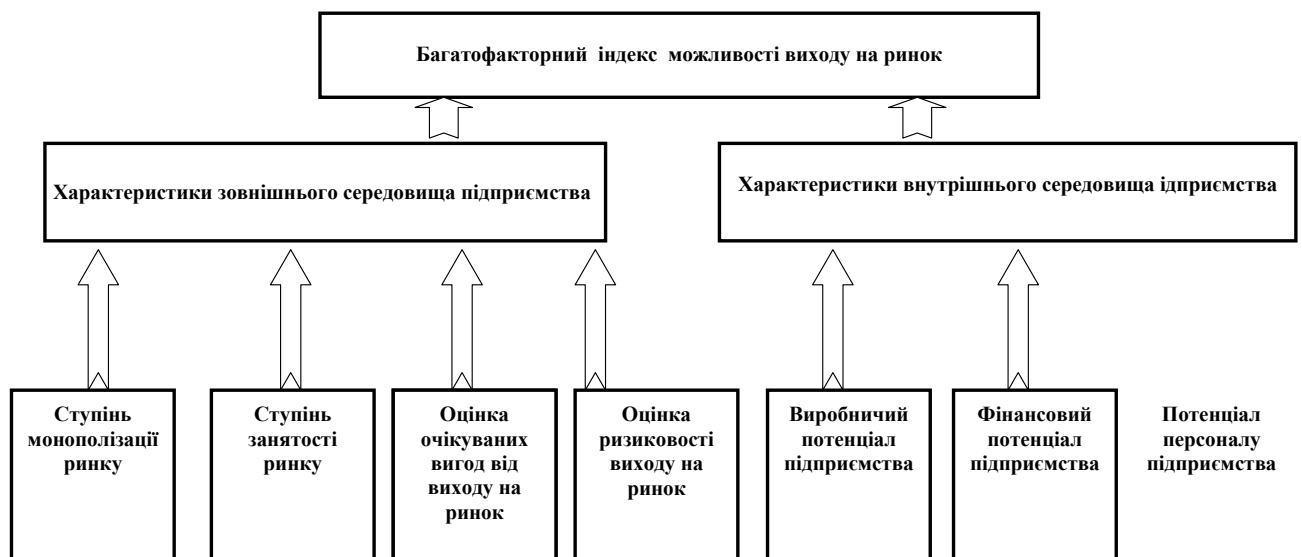 Багатофакторний індекс можливості виходу на ринок
Характеристики зовнішнього середовища підприємства
Характеристики внутрішнього середовища ідприємства
Ступінь
монополізації
ринку
Ступінь
занятості
ринку
Оцінка
очікуваних
вигод від
виходу на
ринок
Оцінка
ризиковості
виходу на
ринок
Виробничий
потенціал
підприємства
Фінансовий
потенціал
підприємства
Потенціал
персоналу
підприємства